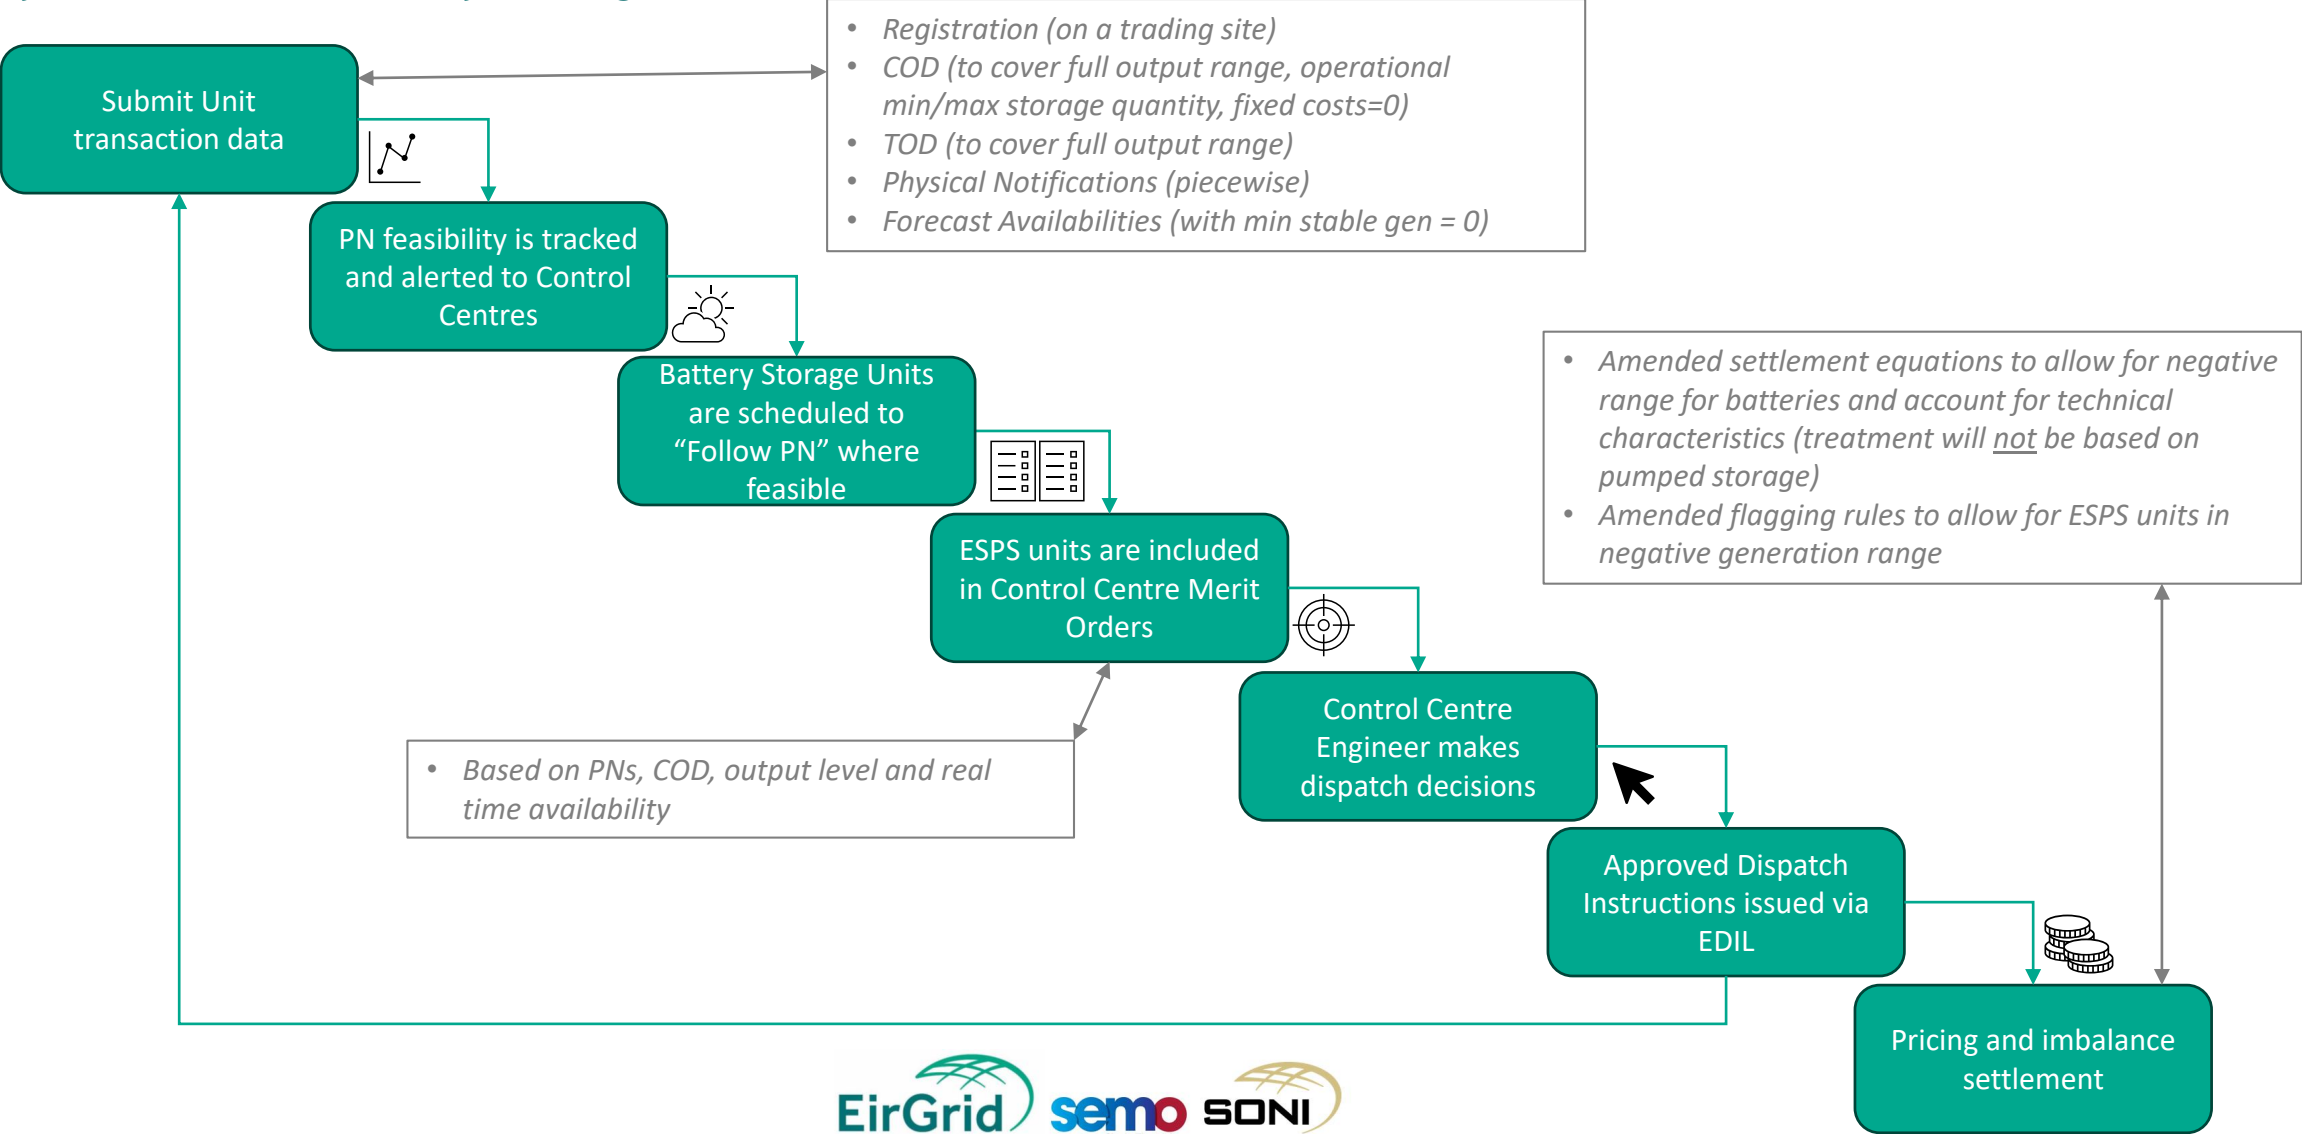 • Registration (on a trading site)
• COD (to cover full output range, operational
min/max storage quantity, fixed costs=0)
• TOD (to cover full output range)
• Physical Notifications (piecewise)
• Forecast Availabilities (with min stable gen = 0)
Submit Unit
transaction data
PN feasibility is tracked
and alerted to Control
Centres
Battery Storage Units
are scheduled to
“Follow PN” where
feasible
• Amended settlement equations to allow for negative
range for batteries and account for technical
characteristics (treatment will not be based on
pumped storage)
• Amended flagging rules to allow for ESPS units in
negative generation range
ESPS units are included
in Control Centre Merit
Orders
• Based on PNs, COD, output level and real
time availability
Control Centre
Engineer makes
dispatch decisions
Approved Dispatch
Instructions issued via
EDIL
Pricing and imbalance
settlement
EirGrid
semo
SONI